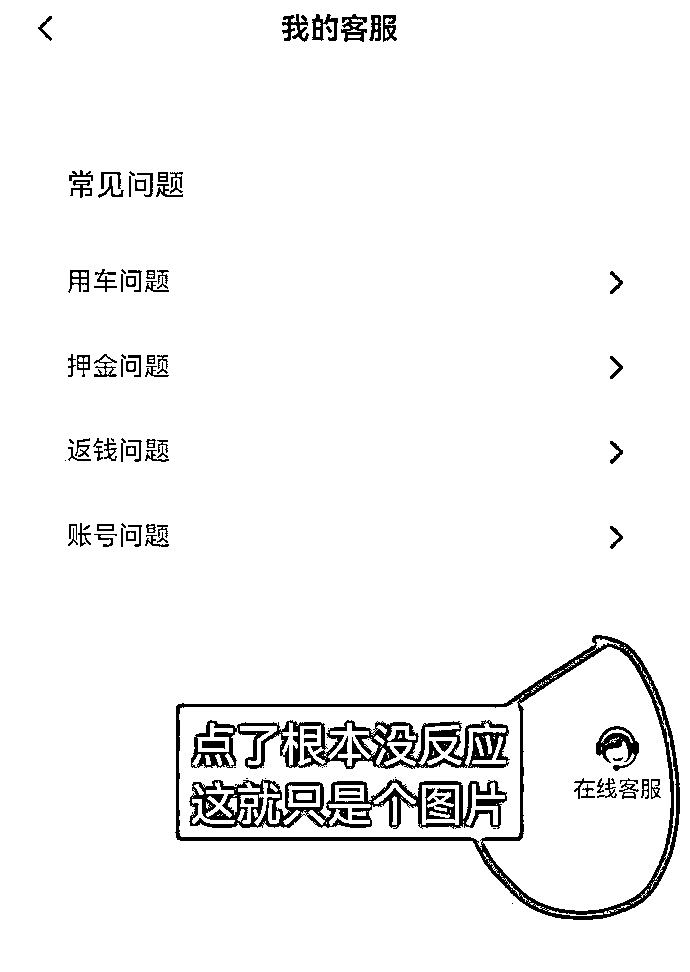 我的客服
常见问题
用车问题
押金问题
返钱问题
账号问题
点了根本没反应
这就只是个图片
在线客服